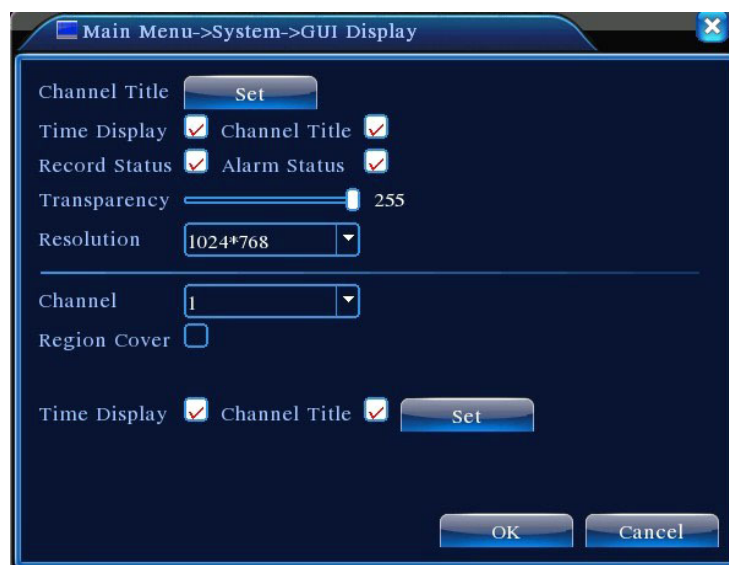 Main Menu->System->GUI Display
Channel Title Set
Time Display Channel Title
Record Status Alarm Status
Transparency 255
Resolution 1024*768
Channel 1
Region Cover
Time Display Channel Title Set
OK Cancel